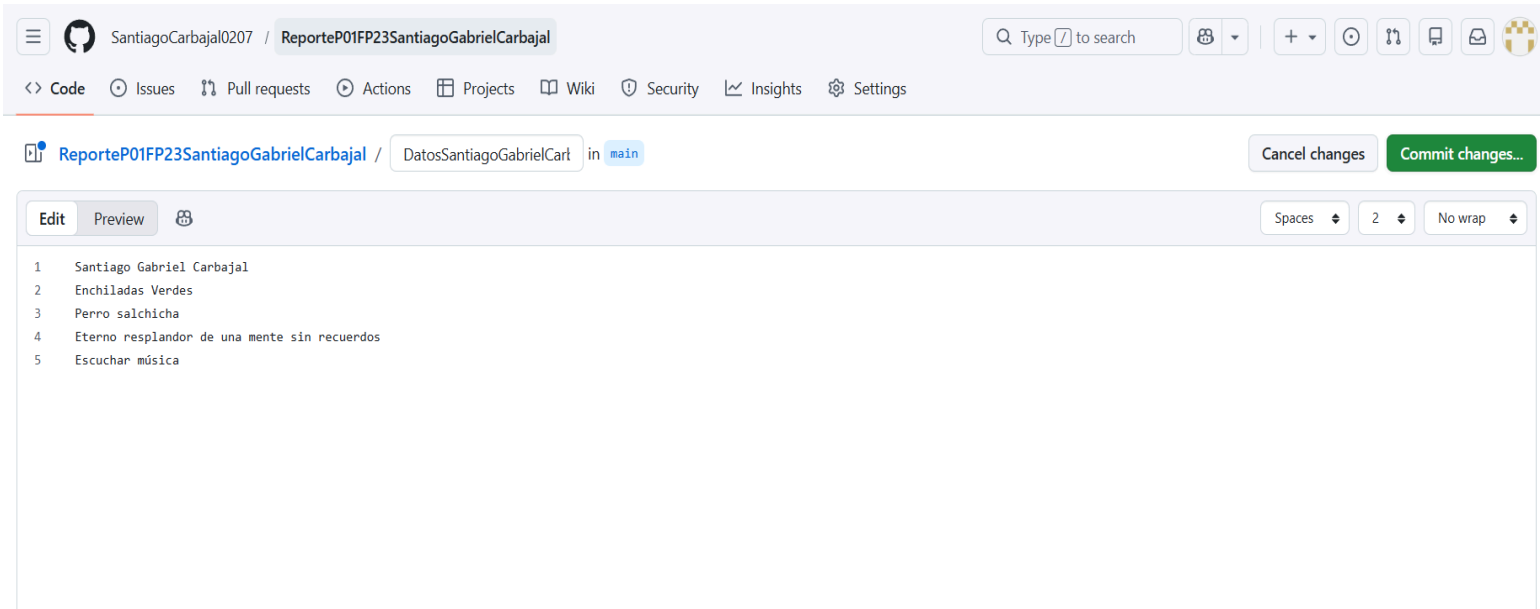 SantiagoCarbajal0207 / ReporteP01FP23SantiagoGabrielCarbajal
Type / to search
Code Issues Pull requests Actions Projects Wiki Security Insights Settings
ReporteP01FP23SantiagoGabrielCarbajal / DatosSantiagoGabrielCarb in main
Cancel changes Commit changes...
Edit Preview
Spaces 2 No wrap
1 Santiago Gabriel Carbajal
2 Enchiladas Verdes
3 Perro salchicha
4 Eterno resplandor de una mente sin recuerdos
5 Escuchar música